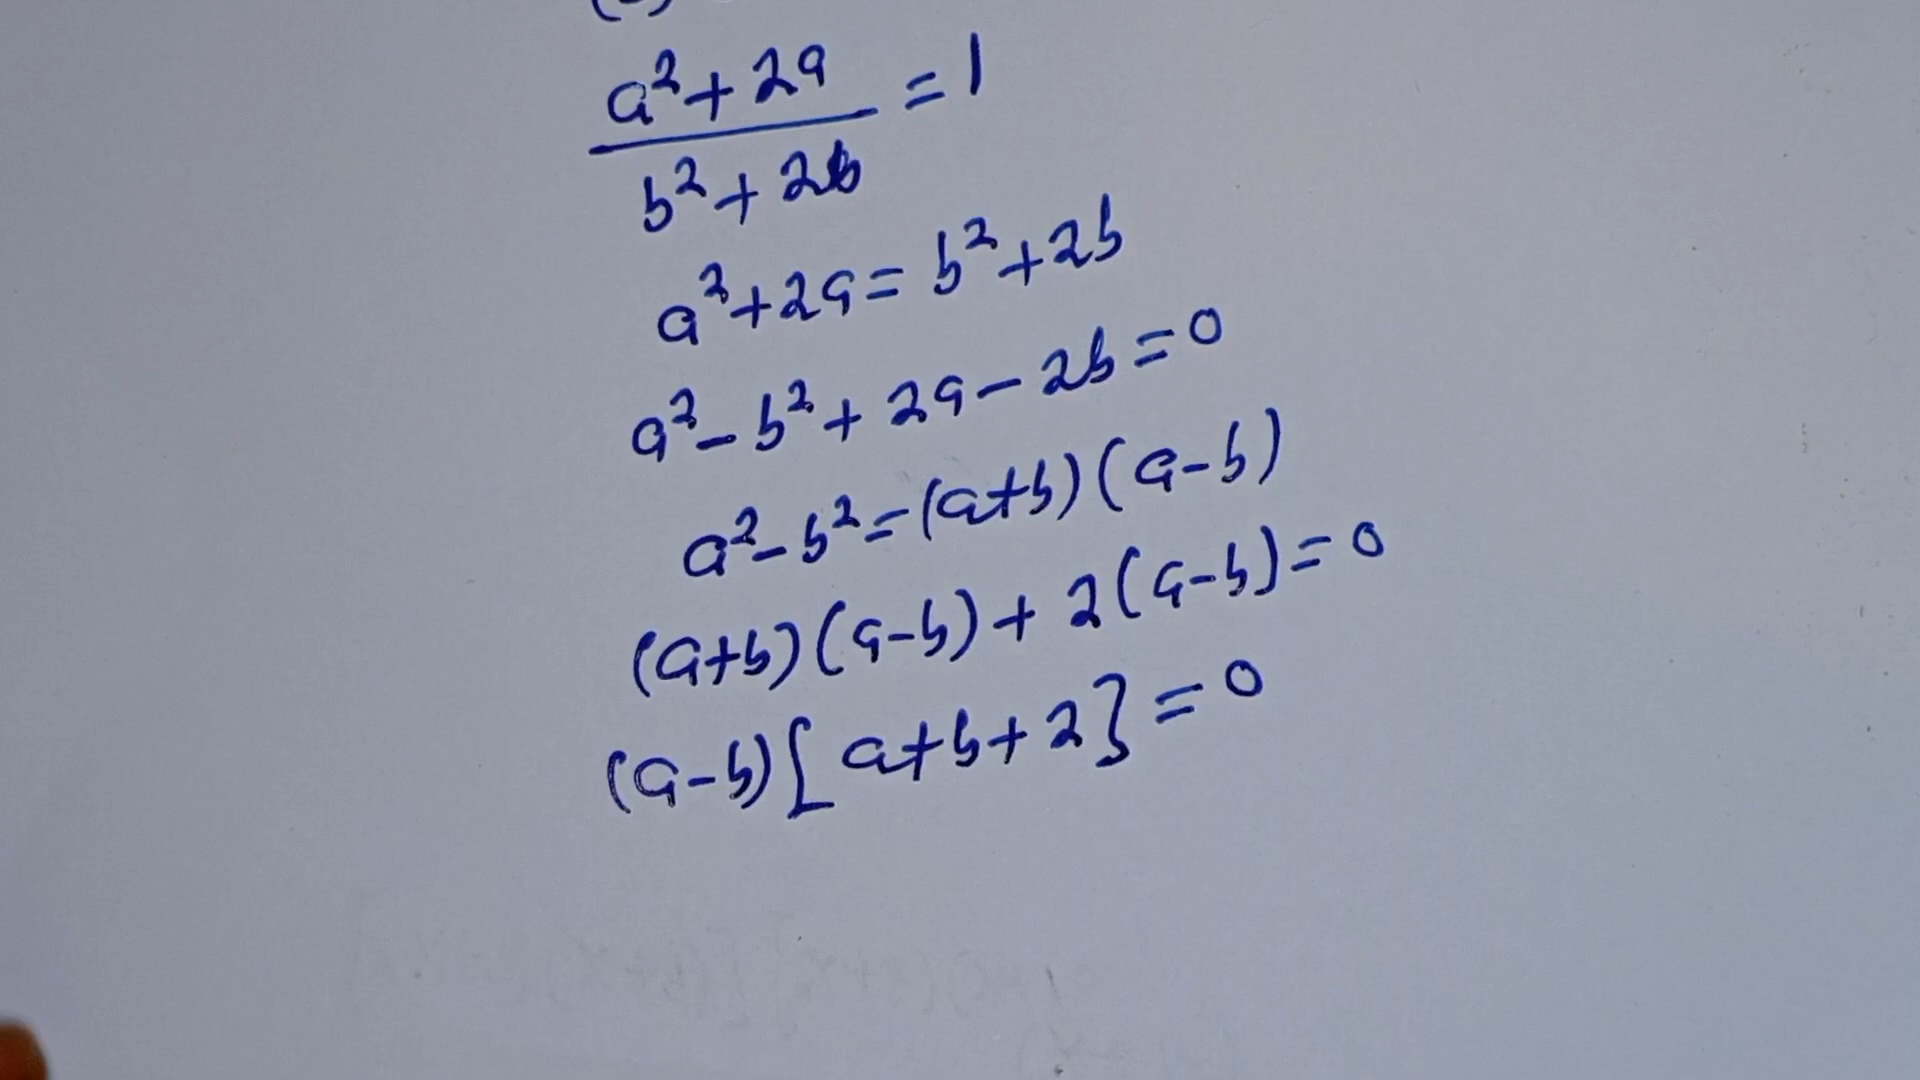 a²+2a
/
b²+2b
=1
a²+2a=b²+2b
a²-b²+2a-2b=0
a²-b²=(a+b)(a-b)
(a+b)(a-b)+2(a-b)=0
(a-b)[a+b+2}=0